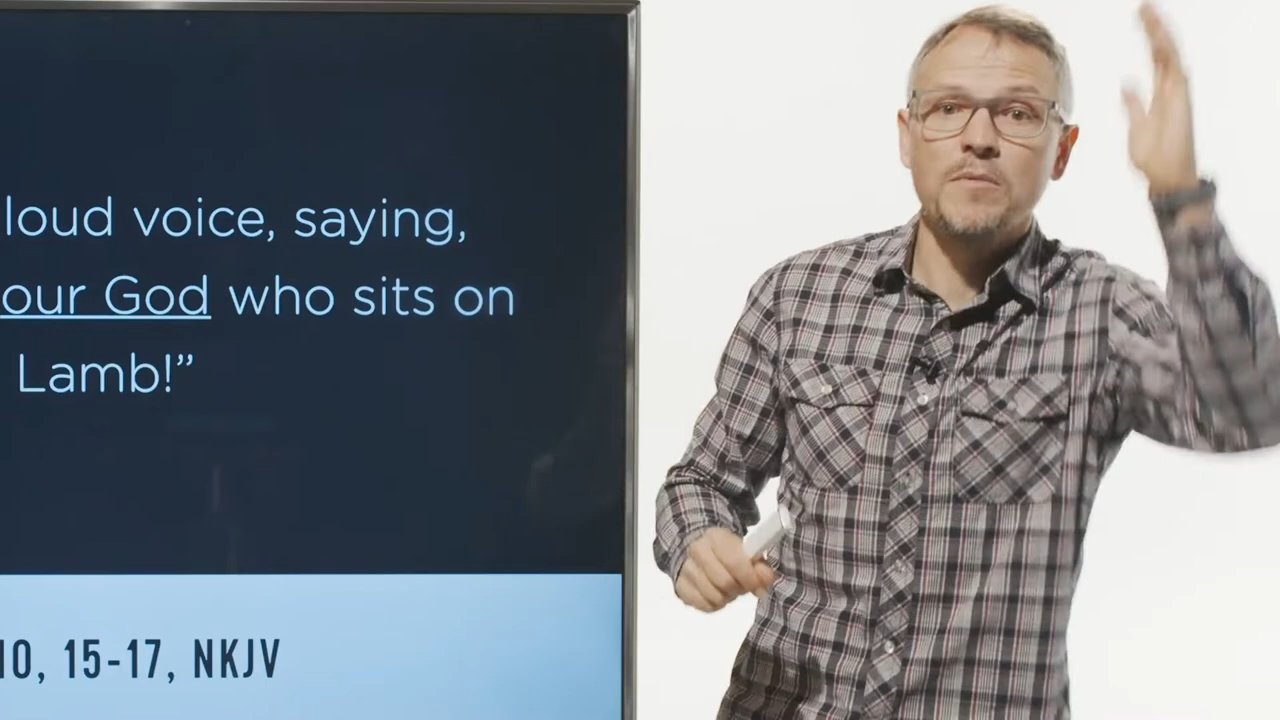 loud voice, saying,
our God who sits on
Lamb!”
10, 15-17, NKJV